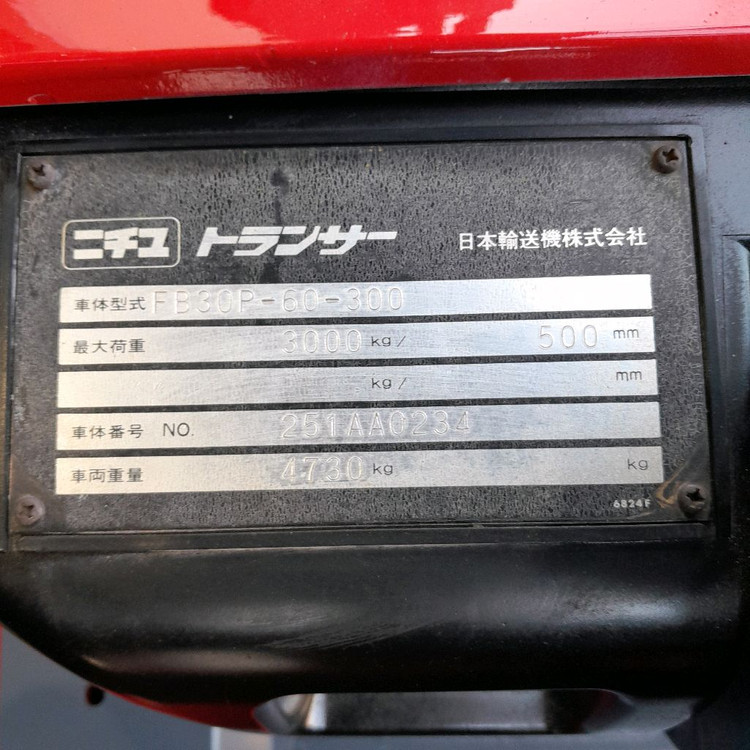 ニチユ トランサー 日本輸送機株式会社
車体型式 FB30P-60-300
最大荷重 3000 kg/ 500 mm
kg/ mm
車体番号 NO. 251AA0234
車両重量 4730 kg kg
6824F